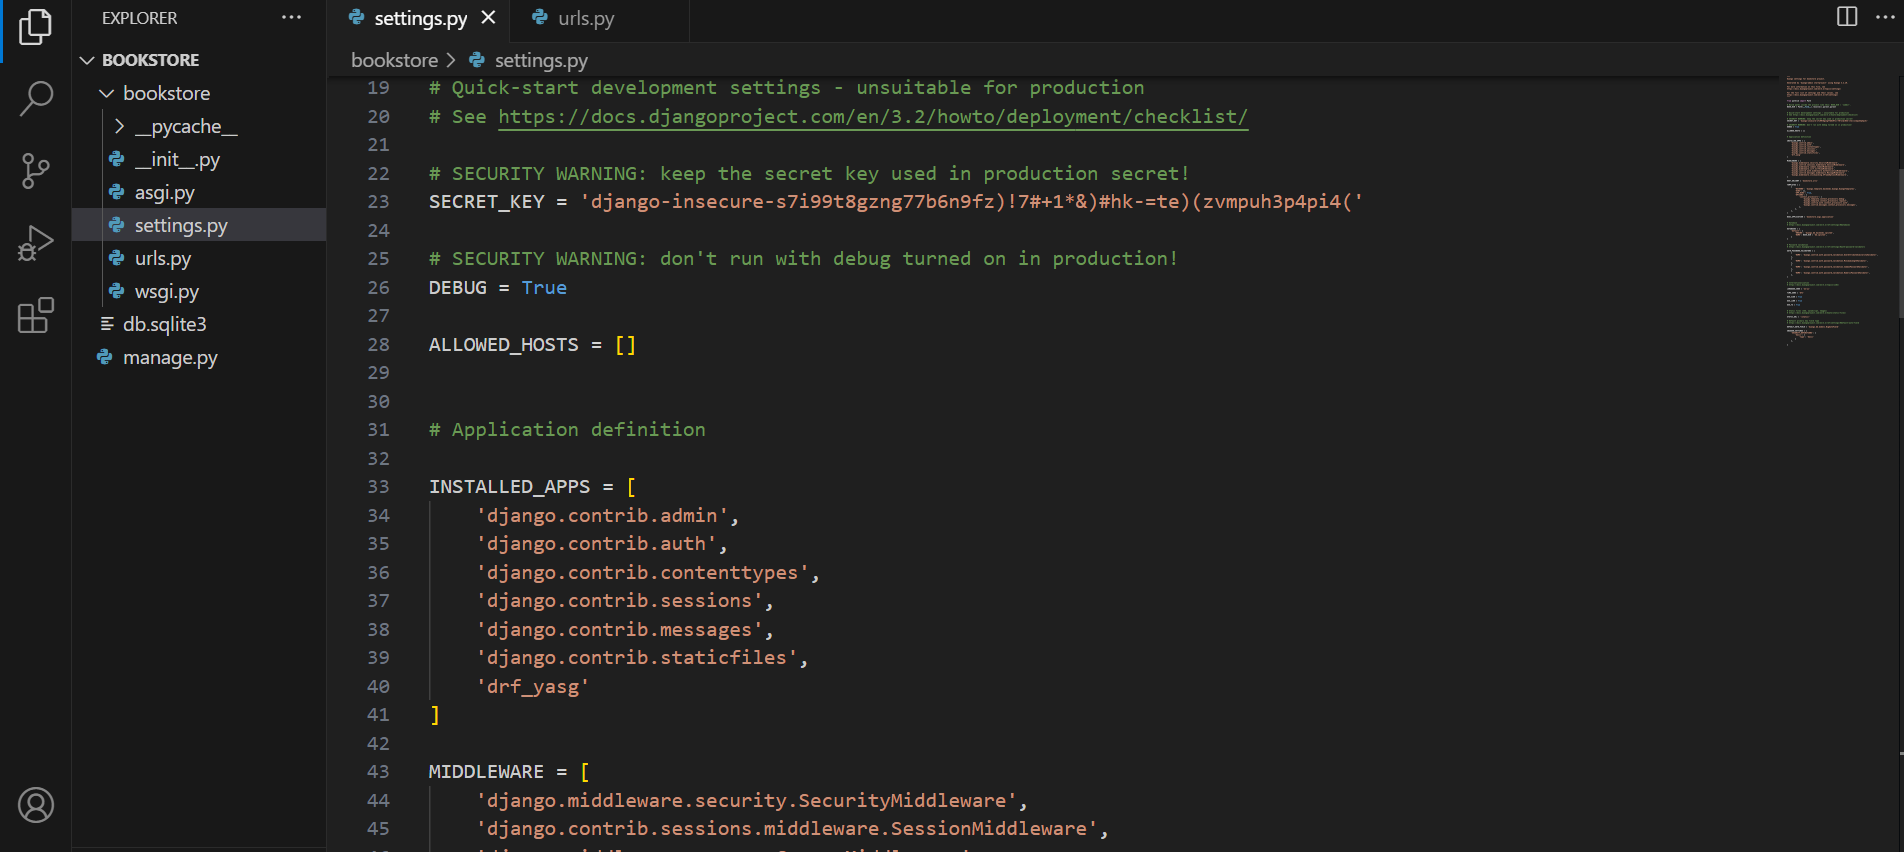 EXPLORER
BOOKSTORE
bookstore
__pycache__
__init__.py
asgi.py
settings.py
urls.py
wsgi.py
db.sqlite3
manage.py
settings.py
urls.py
bookstore > settings.py
19 # Quick-start development settings - unsuitable for production
20 # See https://docs.djangoproject.com/en/3.2/howto/deployment/checklist/
21
22 # SECURITY WARNING: keep the secret key used in production secret!
23 SECRET_KEY = 'django-insecure-s7i99t8gzng77b6n9fz)!7#+1*&)#hk-=te)(zvmpuh3p4pi4('
24
25 # SECURITY WARNING: don't run with debug turned on in production!
26 DEBUG = True
27
28 ALLOWED_HOSTS = []
29
30
31 # Application definition
32
33 INSTALLED_APPS = [
34 'django.contrib.admin',
35 'django.contrib.auth',
36 'django.contrib.contenttypes',
37 'django.contrib.sessions',
38 'django.contrib.messages',
39 'django.contrib.staticfiles',
40 'drf_yasg'
41 ]
42
43 MIDDLEWARE = [
44 'django.middleware.security.SecurityMiddleware',
45 'django.contrib.sessions.middleware.SessionMiddleware',